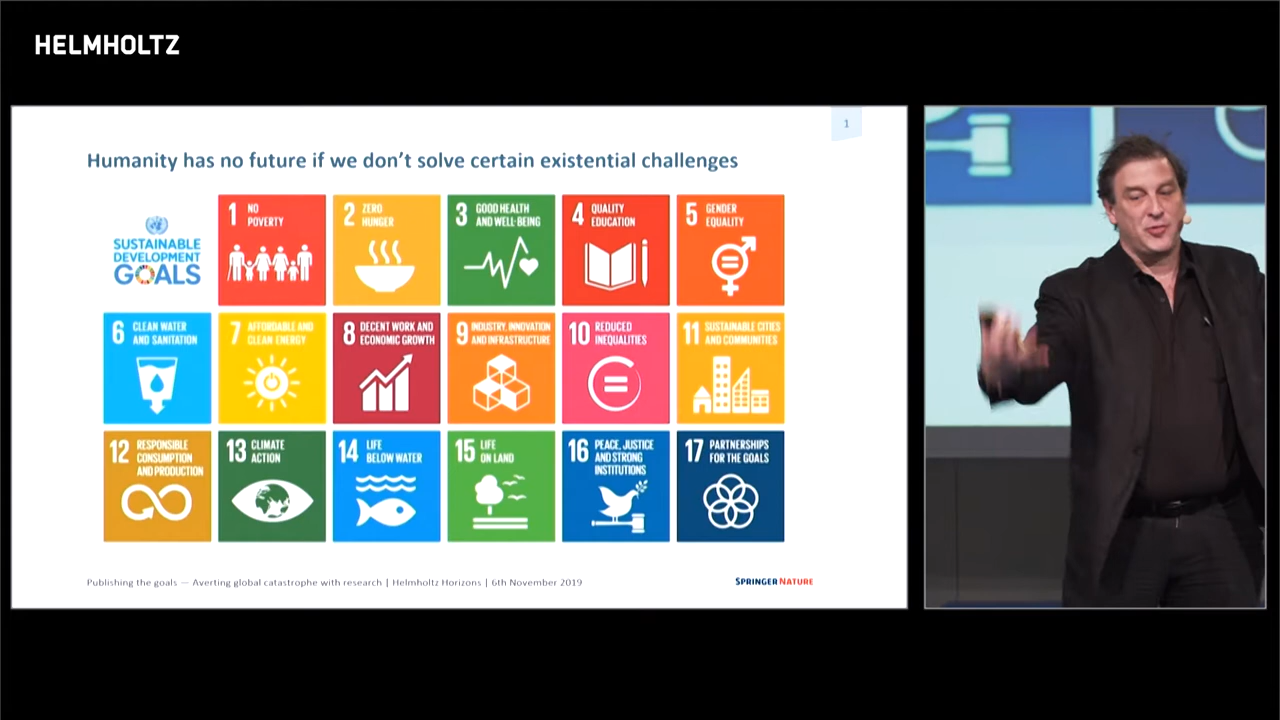 HELMHOLTZ
1
Humanity has no future if we don't solve certain existential challenges
SUSTAINABLE
DEVELOPMENT
GOALS
1 NO
POVERTY
2 ZERO
HUNGER
3 GOOD HEALTH
AND WELL-BEING
4 QUALITY
EDUCATION
5 GENDER
EQUALITY
6 CLEAN WATER
AND SANITATION
7 AFFORDABLE AND
CLEAN ENERGY
8 DECENT WORK AND
ECONOMIC GROWTH
9 INDUSTRY, INNOVATION
AND INFRASTRUCTURE
10 REDUCED
INEQUALITIES
11 SUSTAINABLE CITIES
AND COMMUNITIES
12 RESPONSIBLE
CONSUMPTION
AND PRODUCTION
13 CLIMATE
ACTION
14 LIFE
BELOW WATER
15 LIFE
ON LAND
16 PEACE, JUSTICE
AND STRONG
INSTITUTIONS
17 PARTNERSHIPS
FOR THE GOALS
Publishing the goals — Averting global catastrophe with research | Helmholtz Horizons | 6th November 2019
SPRINGER NATURE